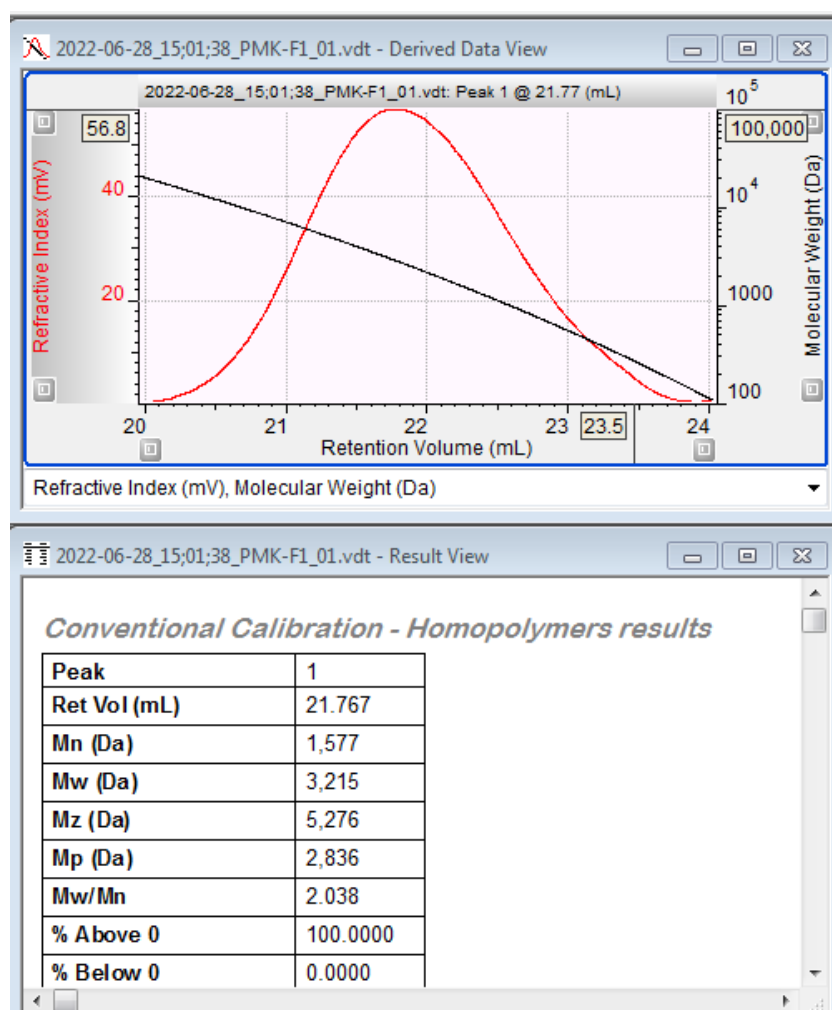 2022-06-28_15;01;38_PMK-F1_01.vdt - Derived Data View
2022-06-28_15;01;38_PMK-F1_01.vdt: Peak 1 @ 21.77 (mL)
10^5
56.8
100,000
40
10^4
20
1000
100
Refractive Index (mV)
Molecular Weight (Da)
20 21 22 23 23.5 24
Retention Volume (mL)
Refractive Index (mV), Molecular Weight (Da)
2022-06-28_15;01;38_PMK-F1_01.vdt - Result View
Conventional Calibration - Homopolymers results
Peak 1
Ret Vol (mL) 21.767
Mn (Da) 1,577
Mw (Da) 3,215
Mz (Da) 5,276
Mp (Da) 2,836
Mw/Mn 2.038
% Above 0 100.0000
% Below 0 0.0000